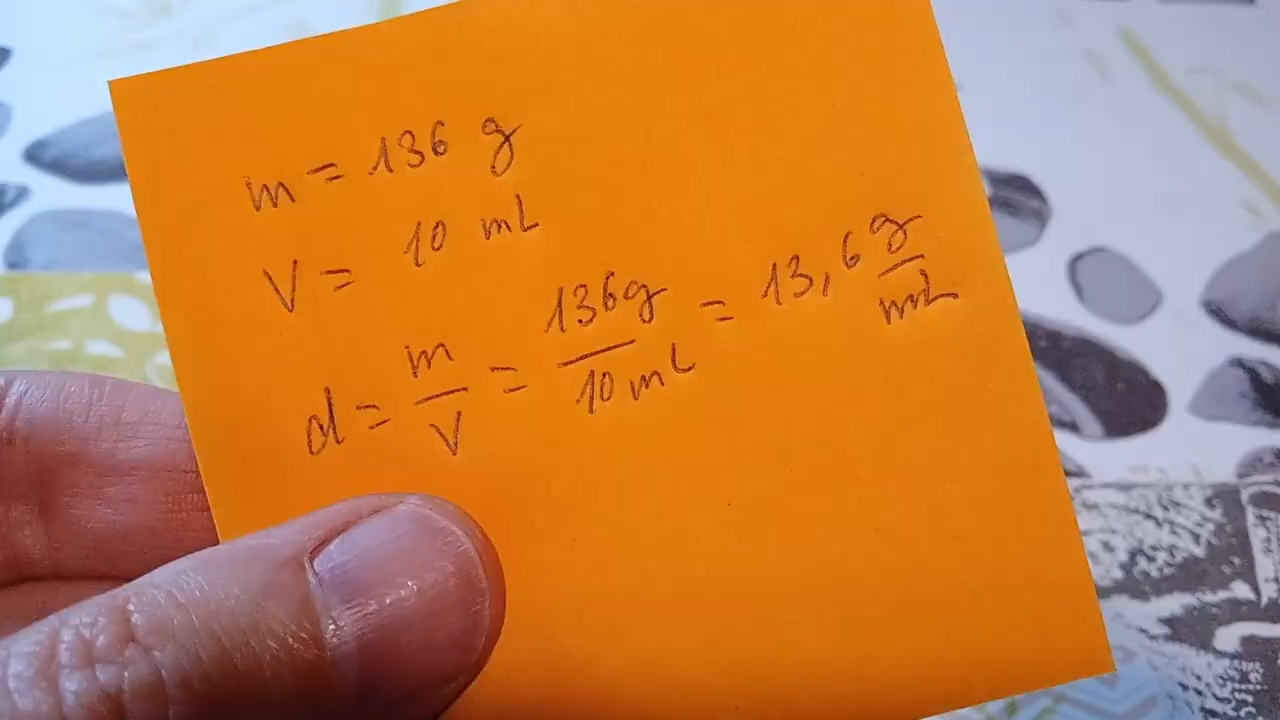 m = 136 g
V = 10 mL
d = m/V = 136g/10 mL = 13,6 g/mL